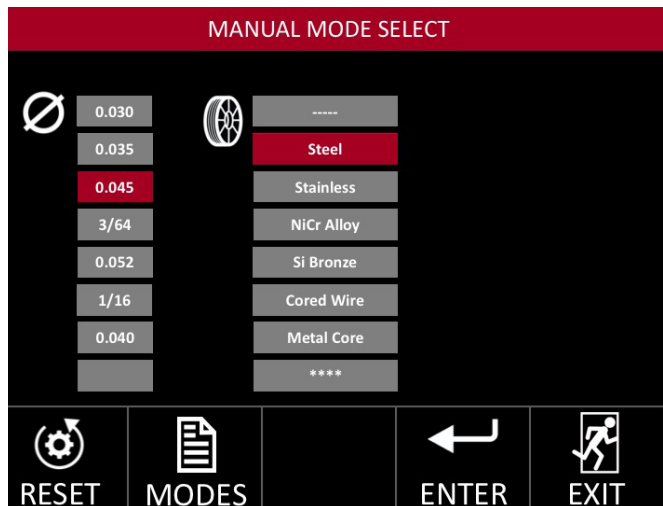 MANUAL MODE SELECT
0.030 -----
0.035 Steel
0.045 Stainless
3/64 NiCr Alloy
0.052 Si Bronze
1/16 Cored Wire
0.040 Metal Core
****
RESET MODES ENTER EXIT